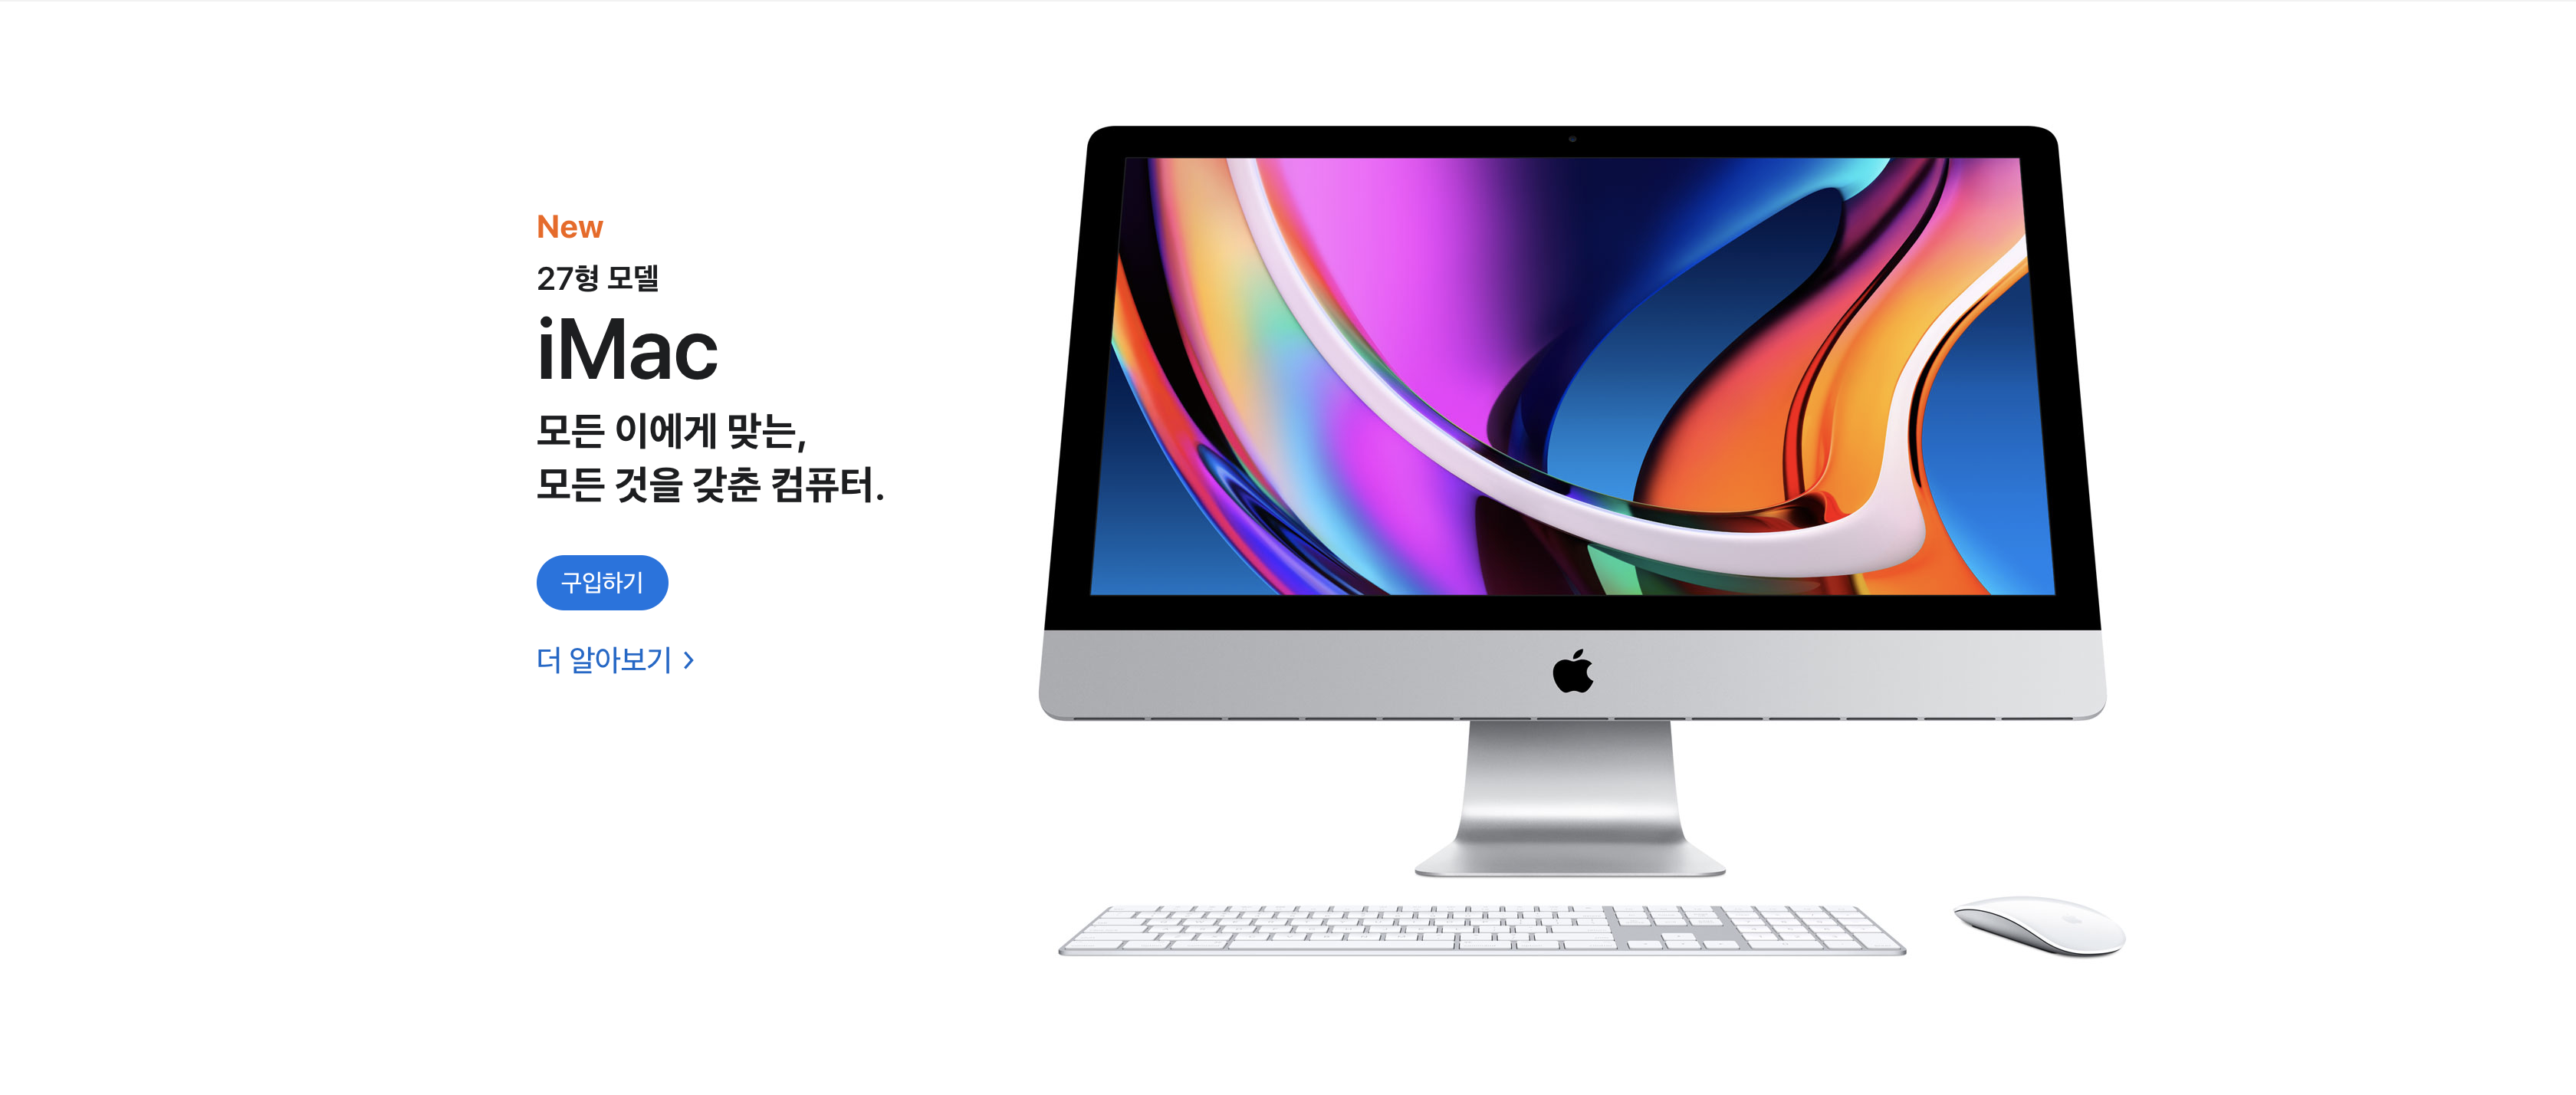 New
27형 모델
iMac
모든 이에게 맞는,
모든 것을 갖춘 컴퓨터.
구입하기
더 알아보기 >